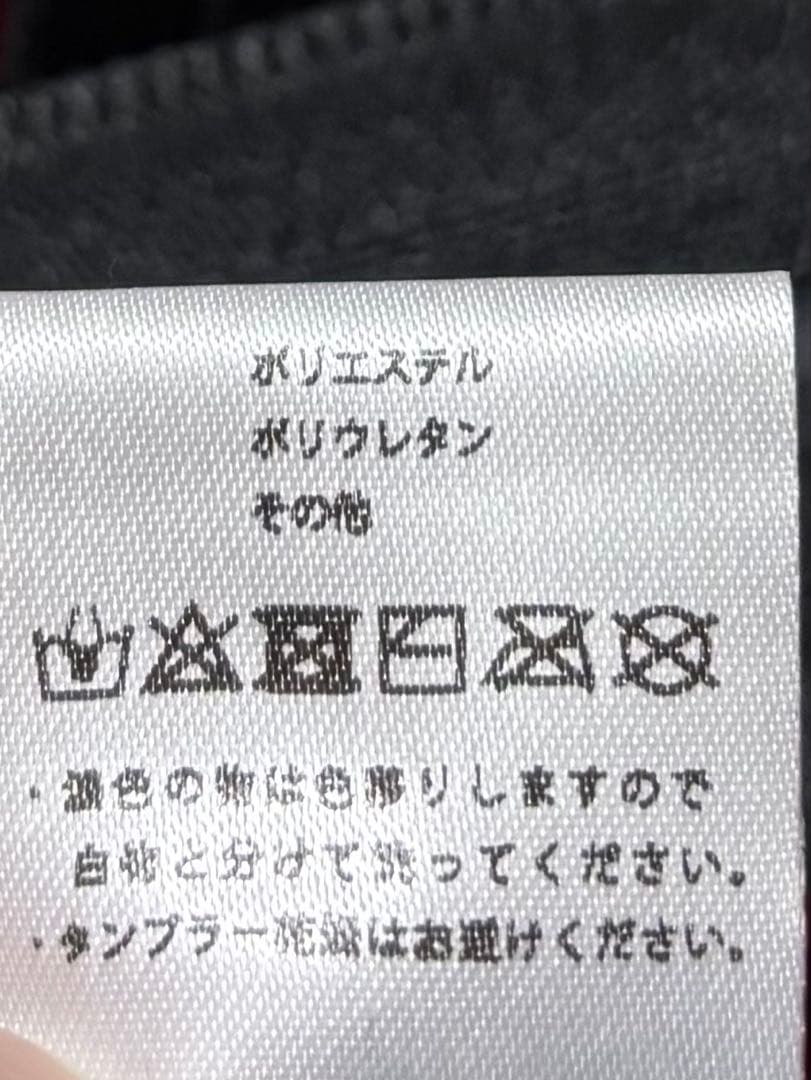 ポリエステル
ポリウレタン
その他
・濃色の物は色移りしますので
白物と分けて洗ってください。
・タンブラー乾燥はお避けください。